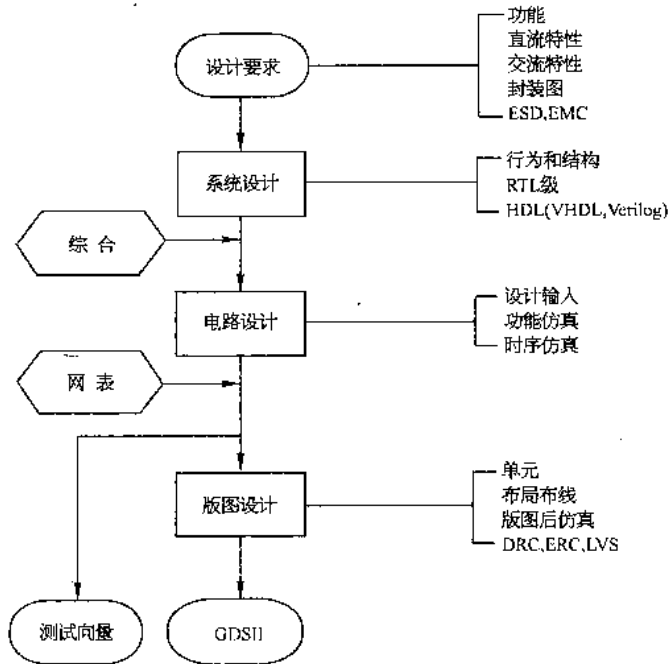 功能
直流特性
设计要求
交流特性
封装图
ESD,EMC
行为和结构
系统设计
RTL级
HDL(VHDL,Verilog)
综 合
设计输入
电路设计
功能仿真
时序仿真
网 表
单元
布局布线
版图设计
版图后仿真
DRC,ERC,LVS
测试向量
GDSII